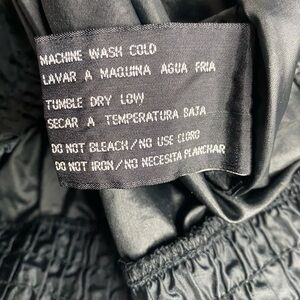 MACHINE WASH COLD
LAVAR A MAQUINA AGUA FRIA
TUMBLE DRY LOW
SECAR A TEMPERATURA BAJA
DO NOT BLEACH/NO USE CLORO
DO NOT IRON/NO NECESITA PLANCHAR